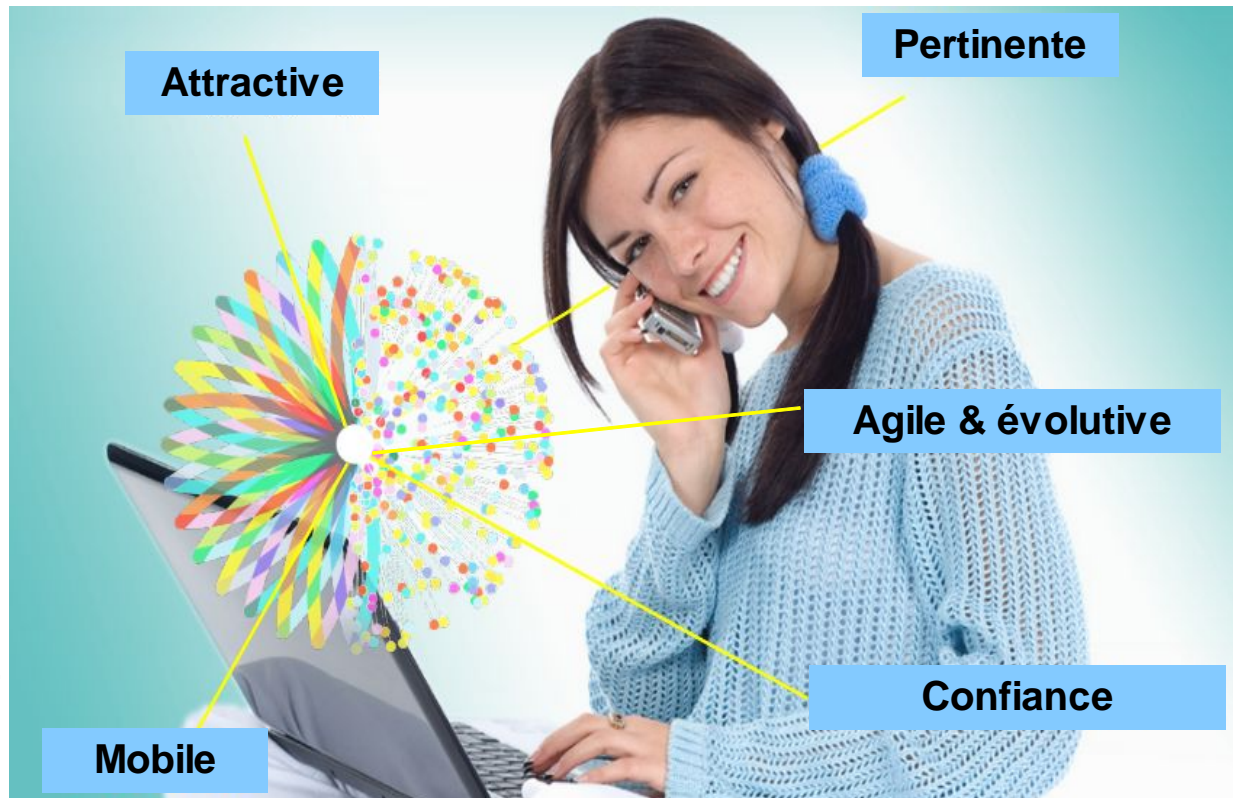 Pertinente
Attractive
Agile & évolutive
Confiance
Mobile